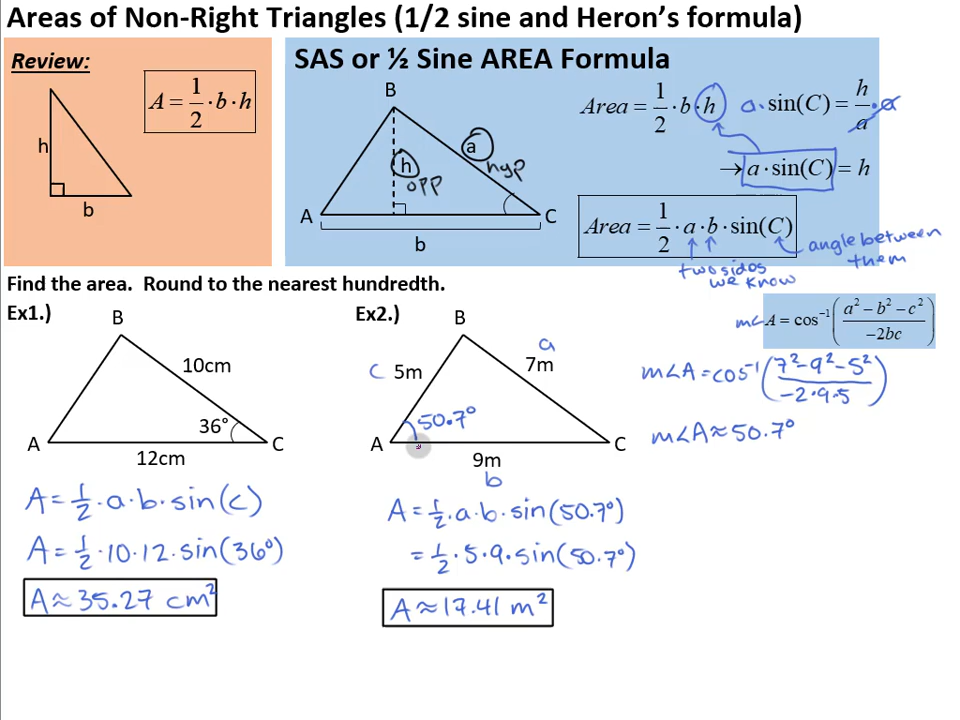 Areas of Non-Right Triangles (1/2 sine and Heron's formula)
Review:
A = 1/2 · b · h
h
b
SAS or ½ Sine AREA Formula
B
A
C
a
hyp
h
opp
b
Area = 1/2 · b · h
a · sin(C) = h/a · a
→ a · sin(C) = h
Area = 1/2 · a · b · sin(C)
two sides
we know
angle between
them
Find the area. Round to the nearest hundredth.
Ex1.)
B
10cm
36°
A
C
12cm
A = 1/2 · a · b · sin(C)
A = 1/2 · 10 · 12 · sin(36°)
A ≈ 35.27 cm²
Ex2.)
B
a
c 5m
7m
50.7°
A
C
9m
b
A = 1/2 · a · b · sin(50.7°)
= 1/2 · 5 · 9 · sin(50.7°)
A ≈ 17.41 m²
m∠A = cos⁻¹((a² − b² − c²)/(−2bc))
m∠A = cos⁻¹((7² − 9² − 5²)/(−2 · 9 · 5))
m∠A ≈ 50.7°